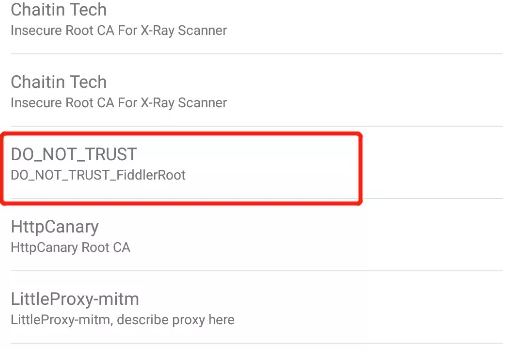 Chaitin Tech
Insecure Root CA For X-Ray Scanner
Chaitin Tech
Insecure Root CA For X-Ray Scanner
DO_NOT_TRUST
DO_NOT_TRUST_FiddlerRoot
HttpCanary
HttpCanary Root CA
LittleProxy-mitm
LittleProxy-mitm, describe proxy here